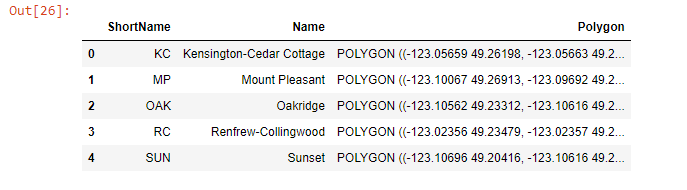 Out[26]:
ShortName Name Polygon
0 KC Kensington-Cedar Cottage POLYGON ((-123.05659 49.26198, -123.05663 49.2...
1 MP Mount Pleasant POLYGON ((-123.10067 49.26913, -123.09692 49.2...
2 OAK Oakridge POLYGON ((-123.10562 49.23312, -123.10616 49.2...
3 RC Renfrew-Collingwood POLYGON ((-123.02356 49.23479, -123.02357 49.2...
4 SUN Sunset POLYGON ((-123.10696 49.20416, -123.10616 49.2...